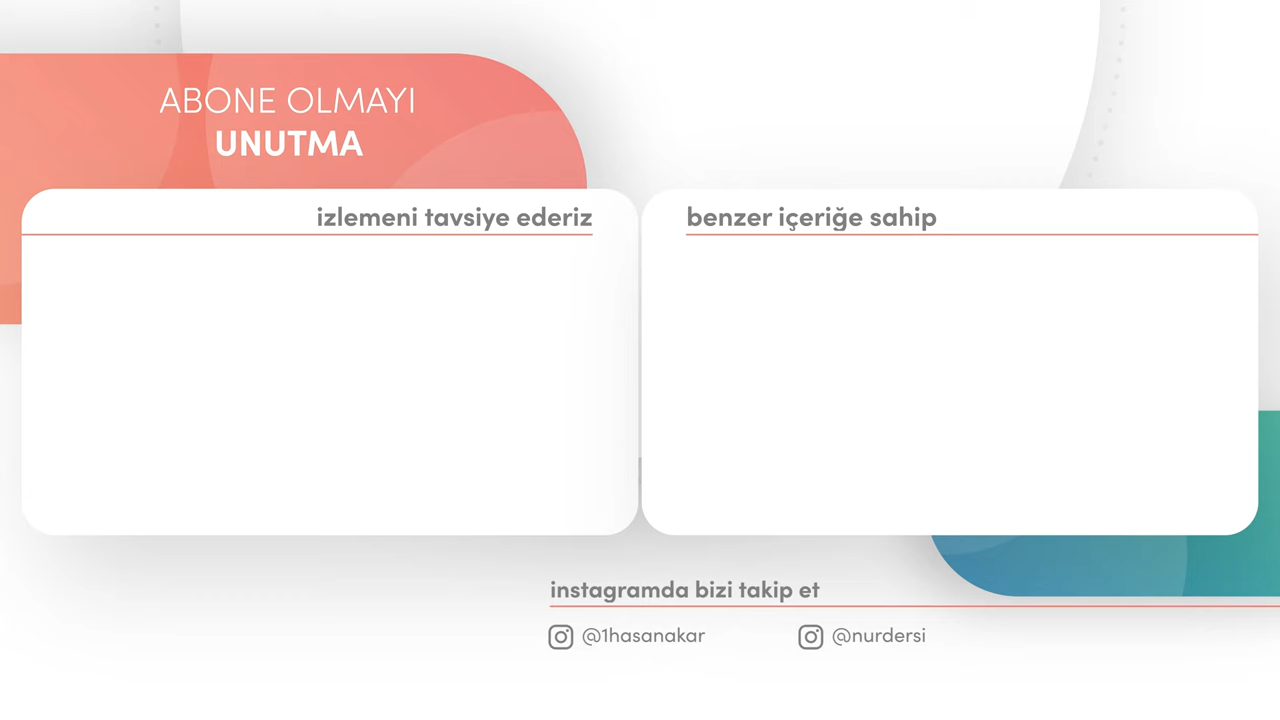 ABONE OLMAYI
UNUTMA
izlemeni tavsiye ederiz
benzer içeriğe sahip
instagramda bizi takip et
@1hasanakar
@nurdersi